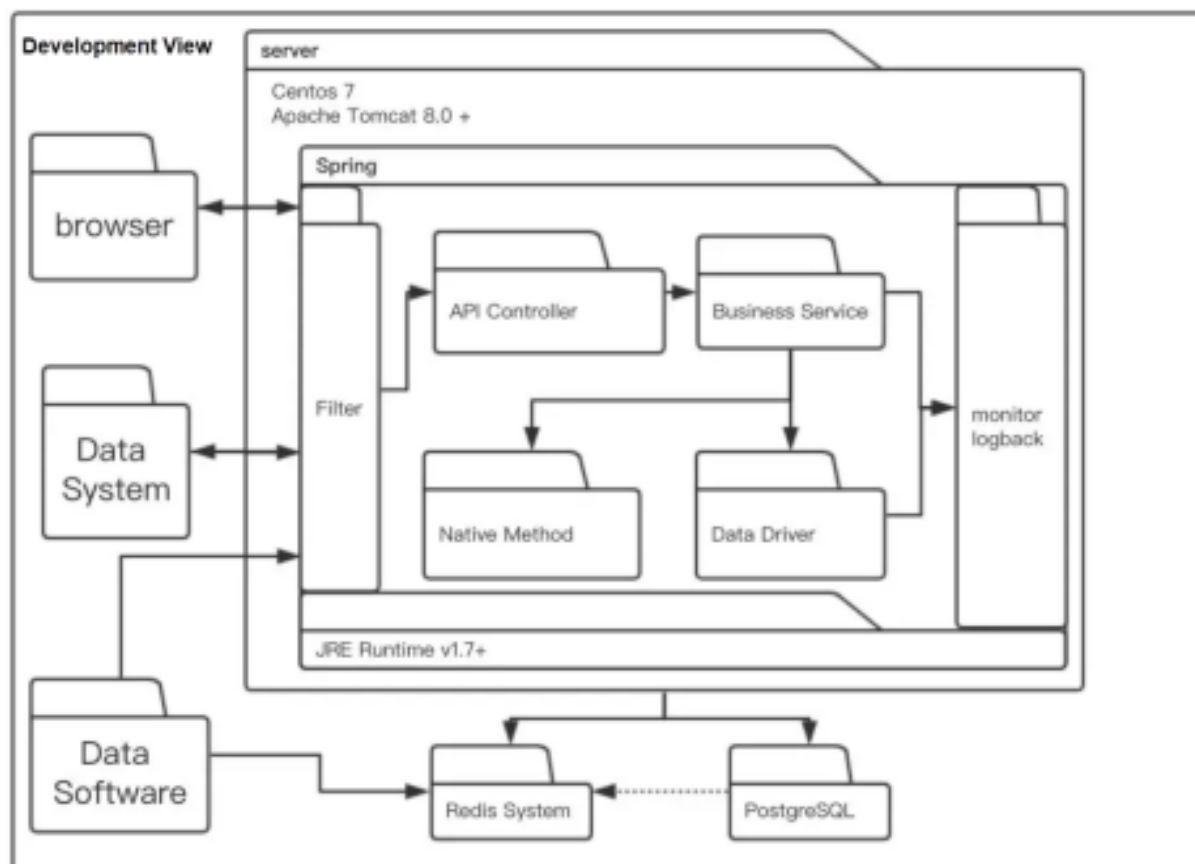 Development View
server
Centos 7
Apache Tomcat 8.0 +
Spring
browser
API Controller
Business Service
Filter
monitor
logback
Data
System
Native Method
Data Driver
JRE Runtime v1.7+
Data
Software
Redis System
PostgreSQL